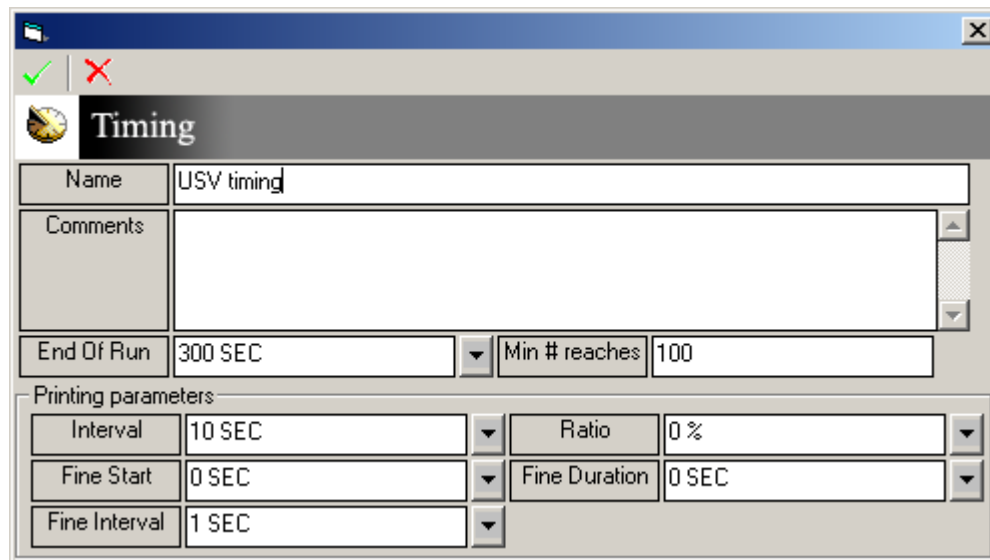 Timing
Name USV timing
Comments
End Of Run 300 SEC Min # reaches 100
Printing parameters
Interval 10 SEC Ratio 0 %
Fine Start 0 SEC Fine Duration 0 SEC
Fine Interval 1 SEC